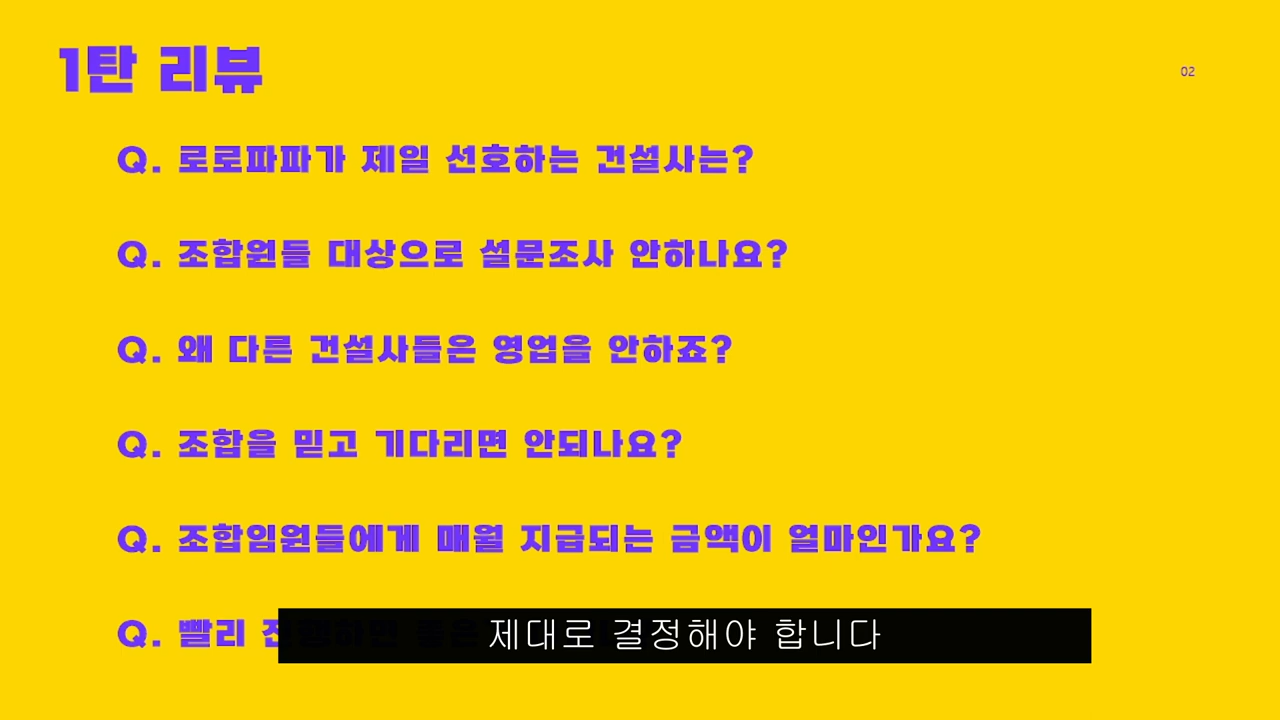 1탄 리뷰
02
Q. 로로파파가 제일 선호하는 건설사는?
Q. 조합원들 대상으로 설문조사 안하나요?
Q. 왜 다른 건설사들은 영업을 안하죠?
Q. 조합을 믿고 기다리면 안되나요?
Q. 조합임원들에게 매월 지급되는 금액이 얼마인가요?
Q. 빨리
제대로 결정해야 합니다